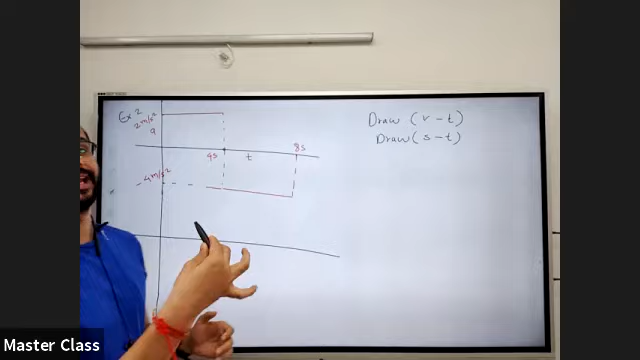 Ex 2
2m/s²
a
4s
t
8s
- 4m/s²
Draw (v-t)
Draw (s-t)
Master Class